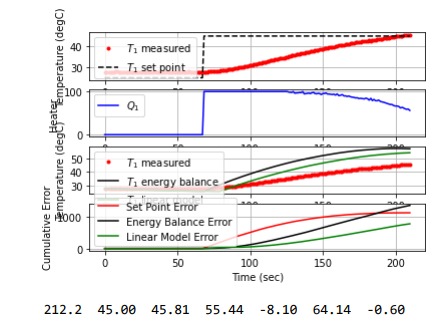 Temperature (degC)
40
30
T1 measured
T1 set point
Heater
100
0
Q1
Temperature (degC)
50
40
30
T1 measured
T1 energy balance
T1 linear model
Cumulative Error
1000
0
Set Point Error
Energy Balance Error
Linear Model Error
0 50 100 150 200
Time (sec)
212.2 45.00 45.81 55.44 -8.10 64.14 -0.60